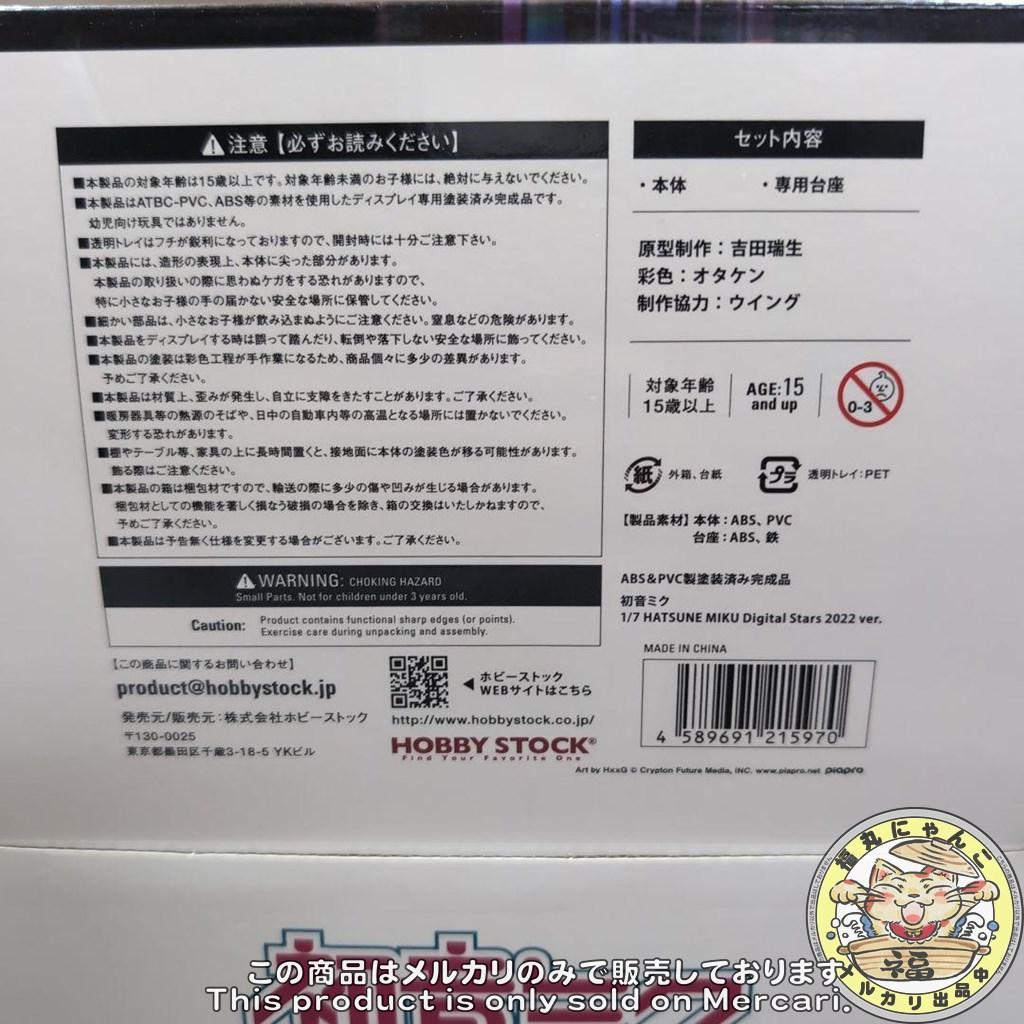 ⚠注意【必ずお読みください】
■本製品の対象年齢は15歳以上です。対象年齢未満のお子様には、絶対に与えないでください。
■本製品はATBC-PVC、ABS等の素材を使用したディスプレイ専用塗装済み完成品です。
幼児向け玩具ではありません。
■透明トレイはフチが鋭利になっておりますので、開封時には十分ご注意下さい。
■本製品には、造形の表現上、本体に尖った部分があります。
本製品の取り扱いの際に思わぬケガをする恐れがありますので、
特に小さなお子様の手の届かない安全な場所に保管してください。
■細かい部品は、小さなお子様が飲み込まぬようにご注意ください。窒息などの危険があります。
■本製品をディスプレイする時は誤って踏んだり、転倒や落下しない安全な場所に飾ってください。
■本製品の塗装は彩色工程が手作業になるため、商品個々に多少の差異があります。
予めご了承ください。
■本製品は材質上、歪みが発生し、自立に支障をきたすことがあります。ご了承ください。
■暖房器具等の熱源のそばや、日中の自動車内等の高温となる場所には置かないでください。
変形する恐れがあります。
■棚やテーブル等、家具の上に長時間置くと、接地面に本体の塗装色が移る可能性があります。
飾る際はご注意ください。
■本製品の箱は梱包材ですので、輸送の際に多少の傷や凹みが生じる場合があります。
梱包材としての機能を著しく損なう破損の場合を除き、箱の交換はいたしかねますので、
予めご了承ください。
■本製品は予告無く仕様を変更する場合がございます。ご了承ください。
⚠WARNING: CHOKING HAZARD
Small Parts. Not for children under 3 years old.
Caution: Product contains functional sharp edges (or points).
Exercise care during unpacking and assembly.
【この商品に関するお問い合わせ】
product@hobbystock.jp
発売元/販売元:株式会社ホビーストック
〒130-0025
東京都墨田区千歳3-18-5 YKビル
◀ ホビーストック
WEBサイトはこちら
http://www.hobbystock.co.jp/
HOBBY STOCK®
Find Your Favorite One
セット内容
・本体 ・専用台座
原型制作:吉田瑞生
彩色:オタケン
制作協力:ウイング
対象年齢
15歳以上
AGE:15
and up
0-3
紙 外箱、台紙
プラ 透明トレイ:PET
【製品素材】本体:ABS、PVC
台座:ABS、鉄
ABS&PVC製塗装済み完成品
初音ミク
1/7 HATSUNE MIKU Digital Stars 2022 ver.
MADE IN CHINA
4 589691 215970
Art by HxxG © Crypton Future Media, INC. www.piapro.net piapro
初音ミク
福丸にゃんこ
福
メルカリ出品中
この商品はメルカリのみで販売しております。
This product is only sold on Mercari.